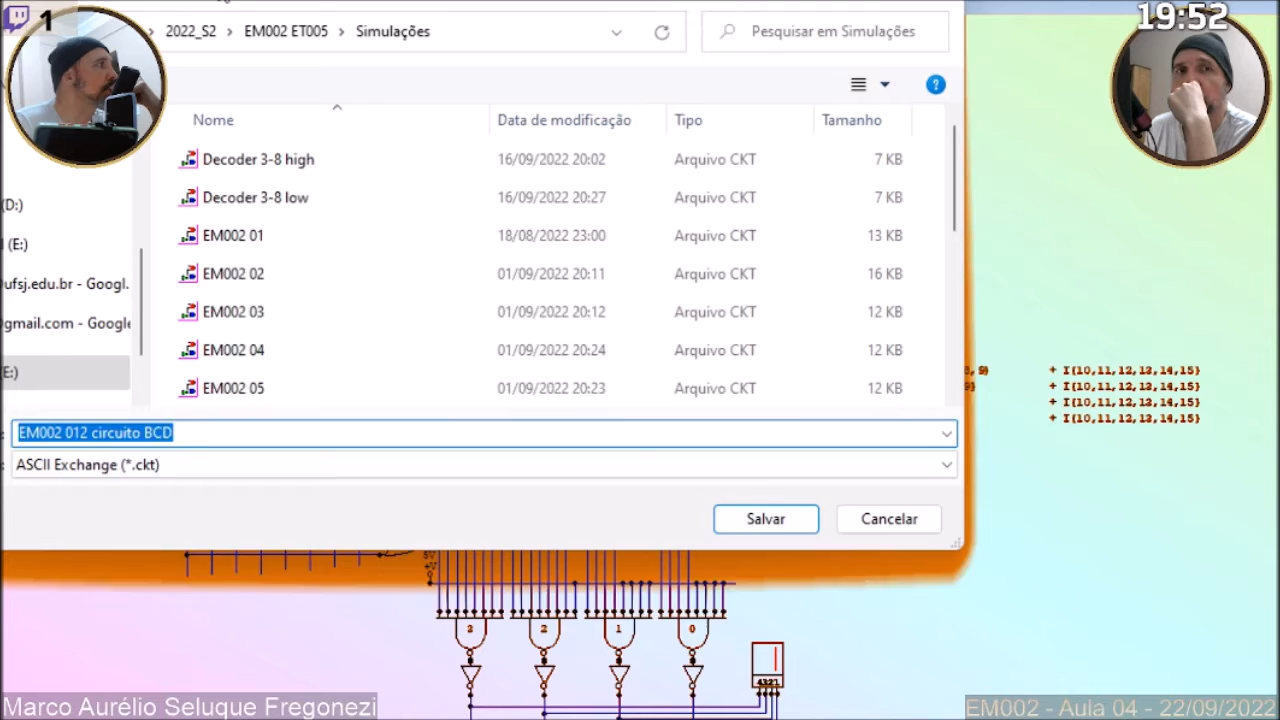 1
19:52
2022_S2 > EM002 ET005 > Simulações
Pesquisar em Simulações
Nome Data de modificação Tipo Tamanho
Decoder 3-8 high 16/09/2022 20:02 Arquivo CKT 7 KB
Decoder 3-8 low 16/09/2022 20:27 Arquivo CKT 7 KB
EM002 01 18/08/2022 23:00 Arquivo CKT 13 KB
EM002 02 01/09/2022 20:11 Arquivo CKT 16 KB
EM002 03 01/09/2022 20:12 Arquivo CKT 12 KB
EM002 04 01/09/2022 20:24 Arquivo CKT 12 KB
EM002 05 01/09/2022 20:23 Arquivo CKT 12 KB
(D:)
(E:)
ufsj.edu.br - Googl.
@gmail.com - Google
(E:)
9} + I{10,11,12,13,14,15}
9} + I{10,11,12,13,14,15}
+ I{10,11,12,13,14,15}
+ I{10,11,12,13,14,15}
EM002 012 circuito BCD
ASCII Exchange (*.ckt)
Salvar Cancelar
3 2 1 0
4321
Marco Aurélio Seluque Fregonezi
EM002 - Aula 04 - 22/09/2022